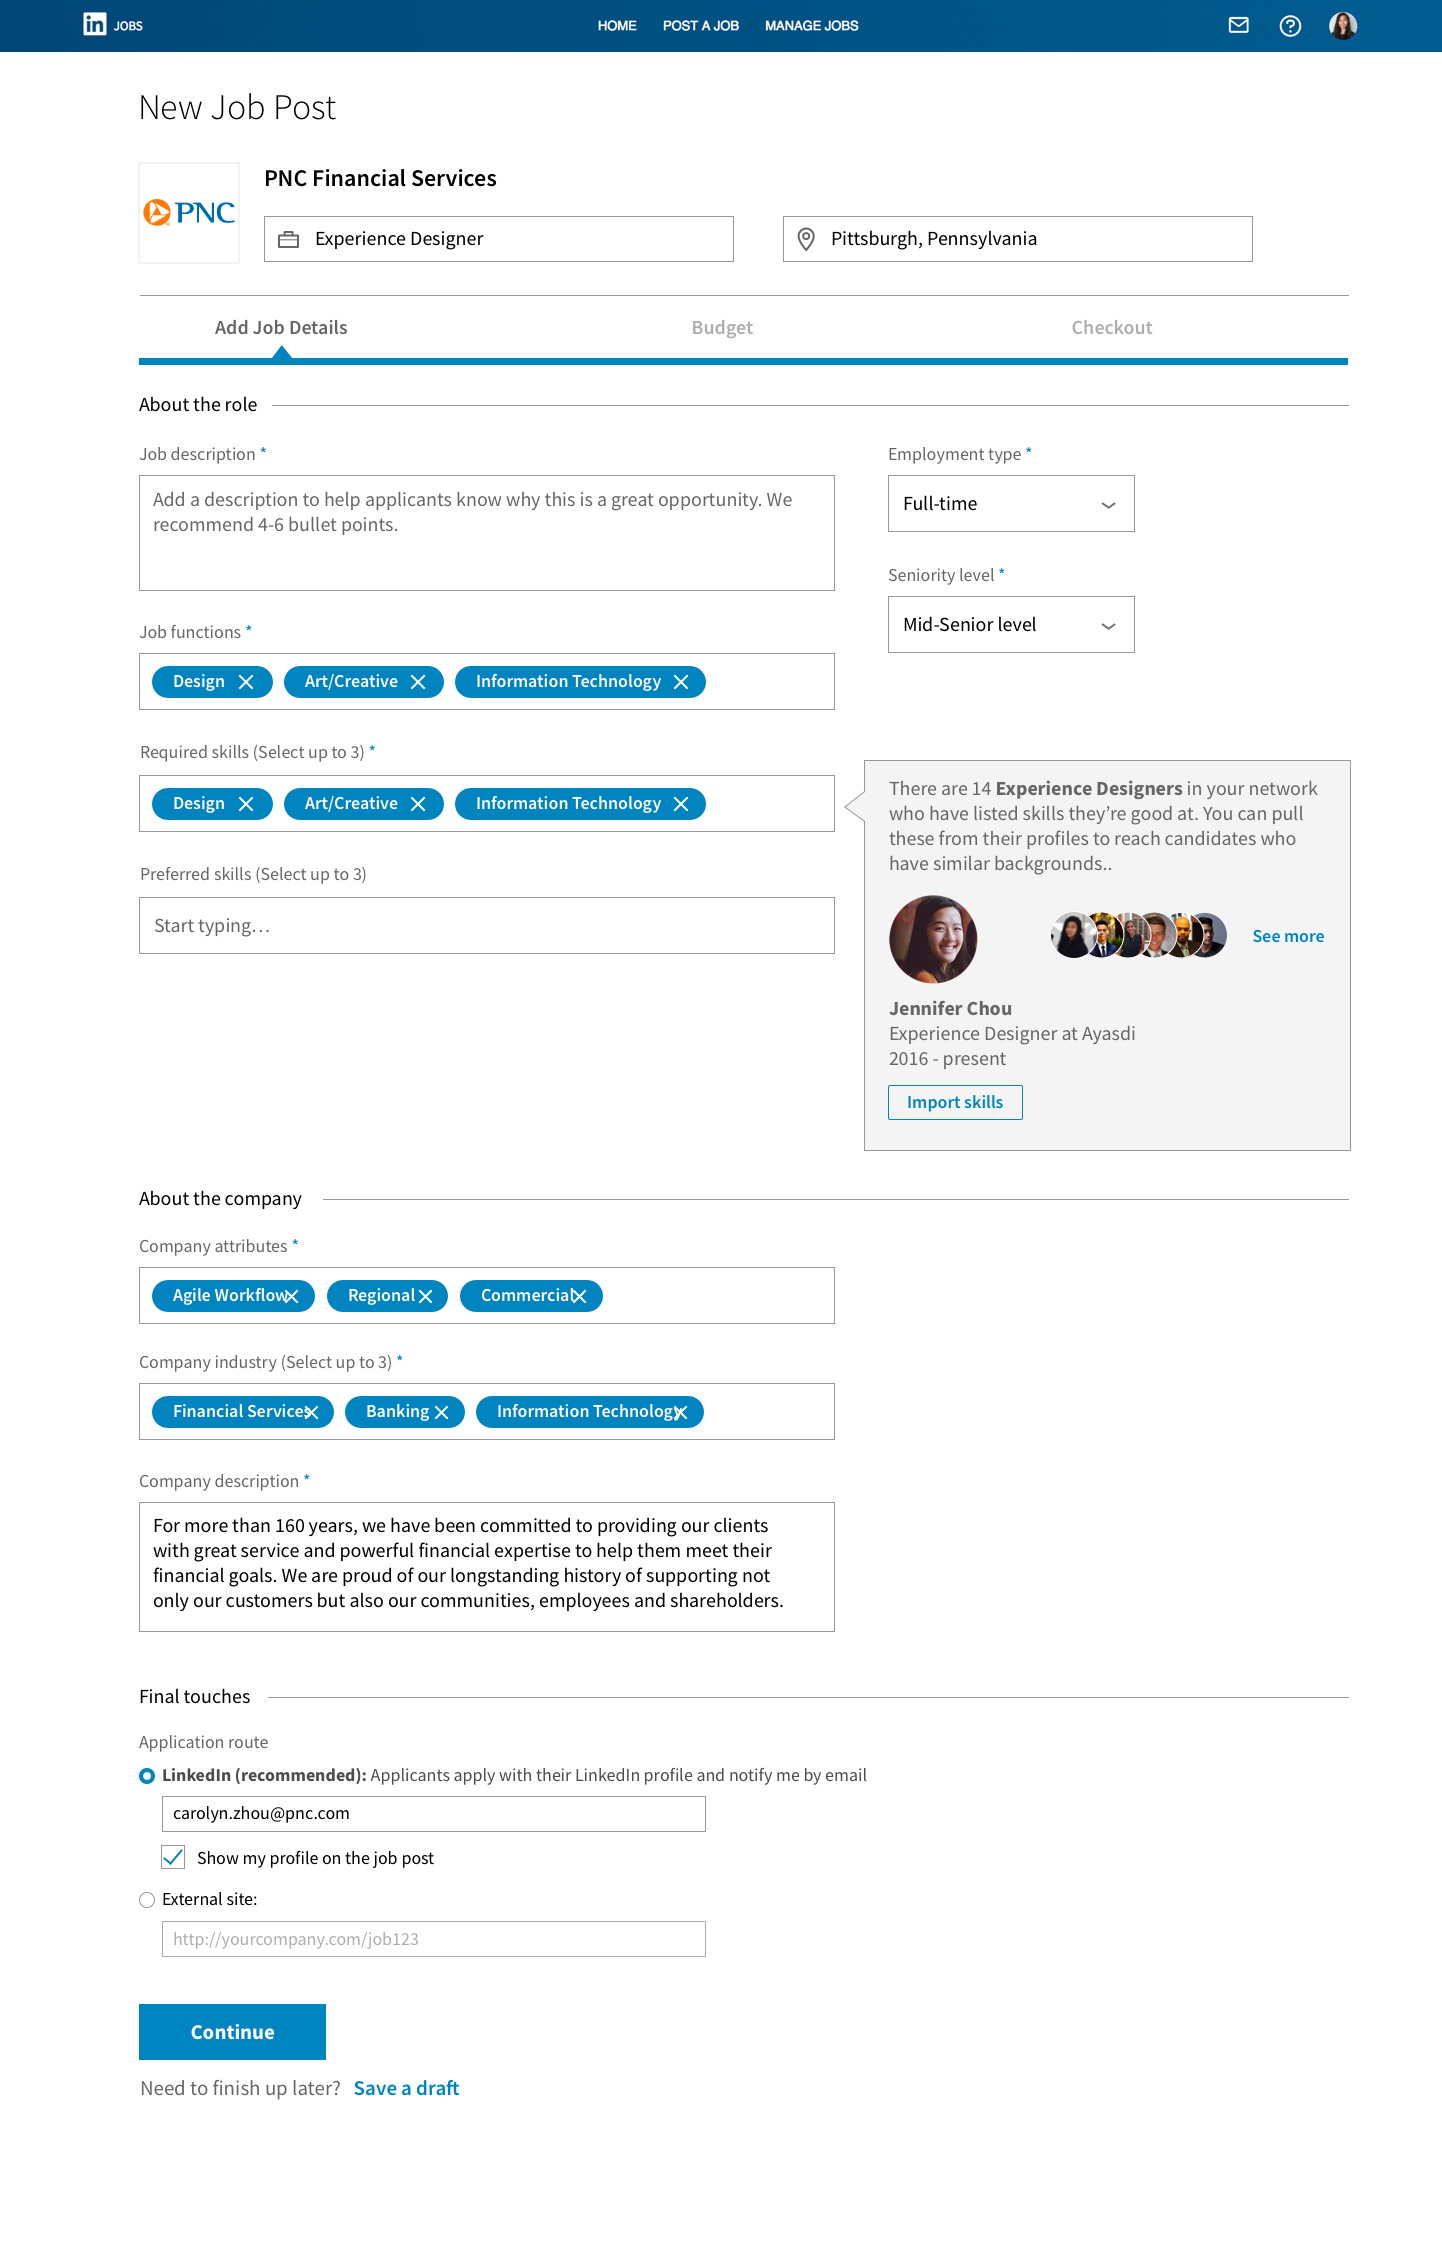 in JOBS
HOME POST A JOB MANAGE JOBS
New Job Post
PNC Financial Services
PNC
Experience Designer
Pittsburgh, Pennsylvania
Add Job Details
Budget
Checkout
About the role
Job description *
Add a description to help applicants know why this is a great opportunity. We
recommend 4-6 bullet points.
Employment type *
Full-time
Seniority level *
Mid-Senior level
Job functions *
Design Art/Creative Information Technology
Required skills (Select up to 3) *
Design Art/Creative Information Technology
Preferred skills (Select up to 3)
Start typing...
There are 14 Experience Designers in your network
who have listed skills they’re good at. You can pull
these from their profiles to reach candidates who
have similar backgrounds..
See more
Jennifer Chou
Experience Designer at Ayasdi
2016 - present
Import skills
About the company
Company attributes *
Agile Workflow Regional Commercial
Company industry (Select up to 3) *
Financial Services Banking Information Technology
Company description *
For more than 160 years, we have been committed to providing our clients
with great service and powerful financial expertise to help them meet their
financial goals. We are proud of our longstanding history of supporting not
only our customers but also our communities, employees and shareholders.
Final touches
Application route
LinkedIn (recommended): Applicants apply with their LinkedIn profile and notify me by email
carolyn.zhou@pnc.com
Show my profile on the job post
External site:
http://yourcompany.com/job123
Continue
Need to finish up later? Save a draft